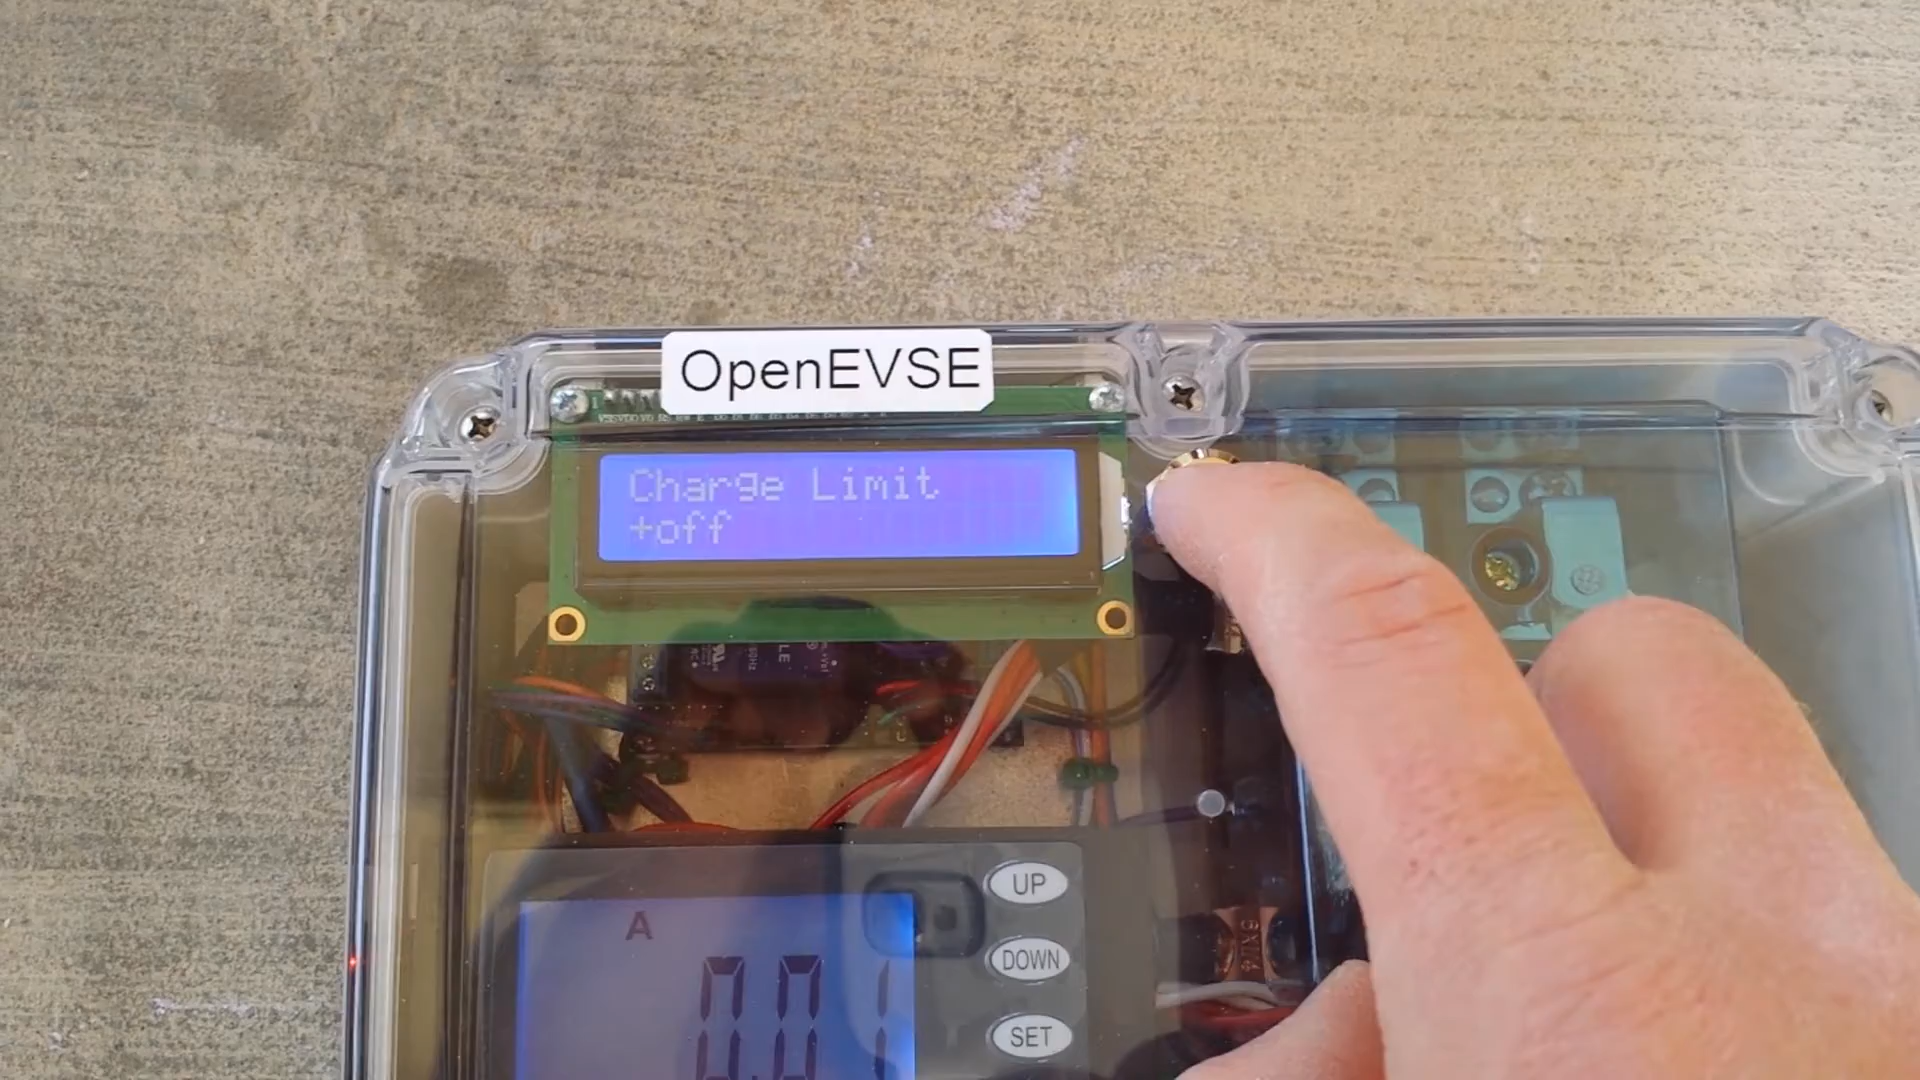 OpenEVSE
Charge Limit
+off
UP
A
DOWN
SET